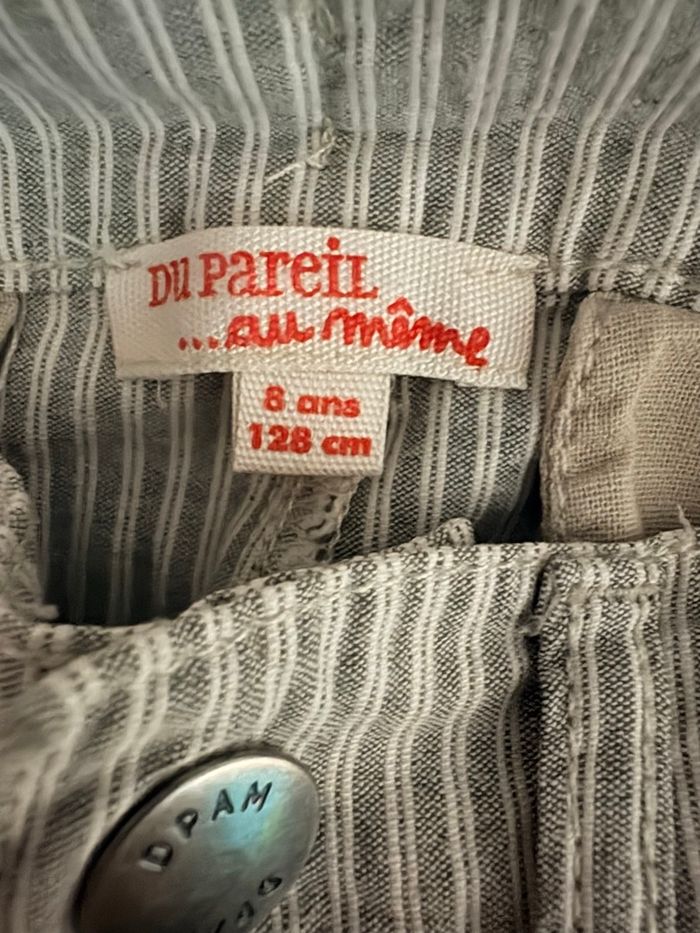 DU PAREIL
...au même
8 ans
128 cm
DPAM